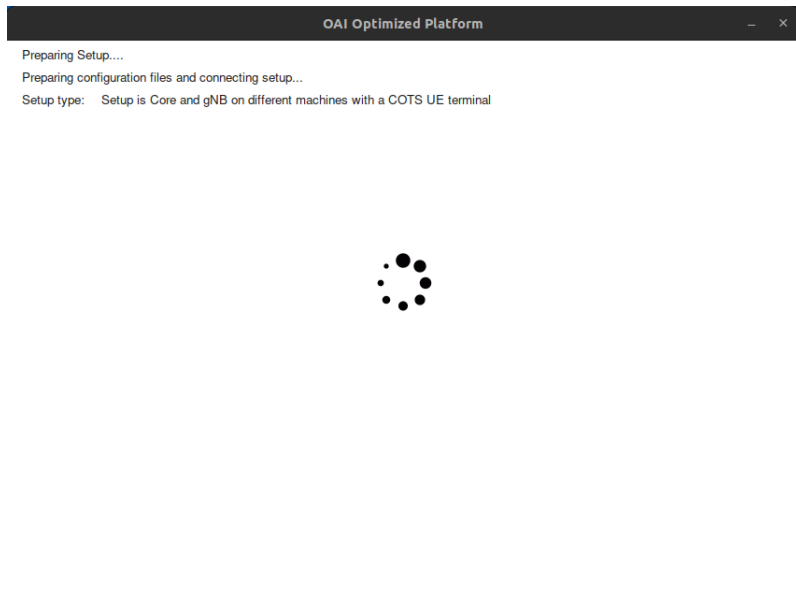 OAI Optimized Platform
Preparing Setup....
Preparing configuration files and connecting setup...
Setup type: Setup is Core and gNB on different machines with a COTS UE terminal